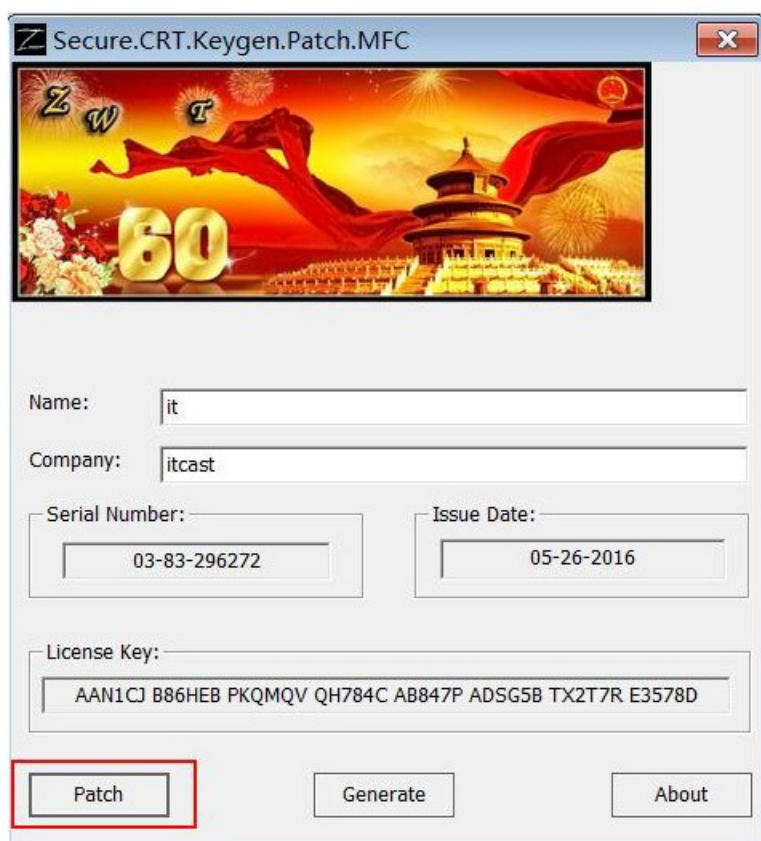 Secure.CRT.Keygen.Patch.MFC
Z W T
60
Name: it
Company: itcast
Serial Number: Issue Date:
03-83-296272 05-26-2016
License Key:
AAN1CJ B86HEB PKQMQV QH784C AB847P ADSG5B TX2T7R E3578D
Patch Generate About